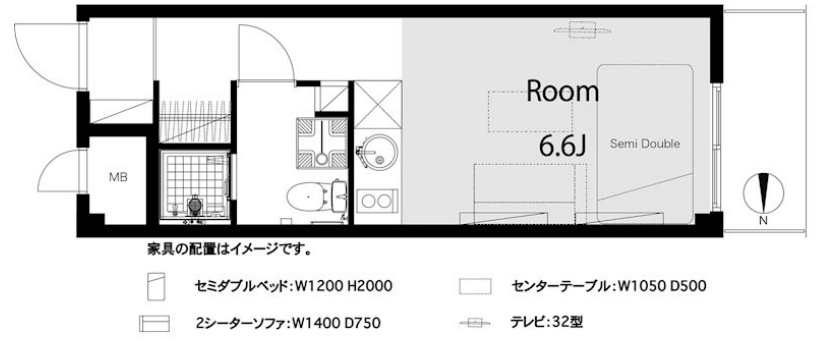 Room
6.6J
Semi Double
MB
N
家具の配置はイメージです。
セミダブルベッド:W1200 H2000
センターテーブル:W1050 D500
2シーターソファ:W1400 D750
テレビ:32型